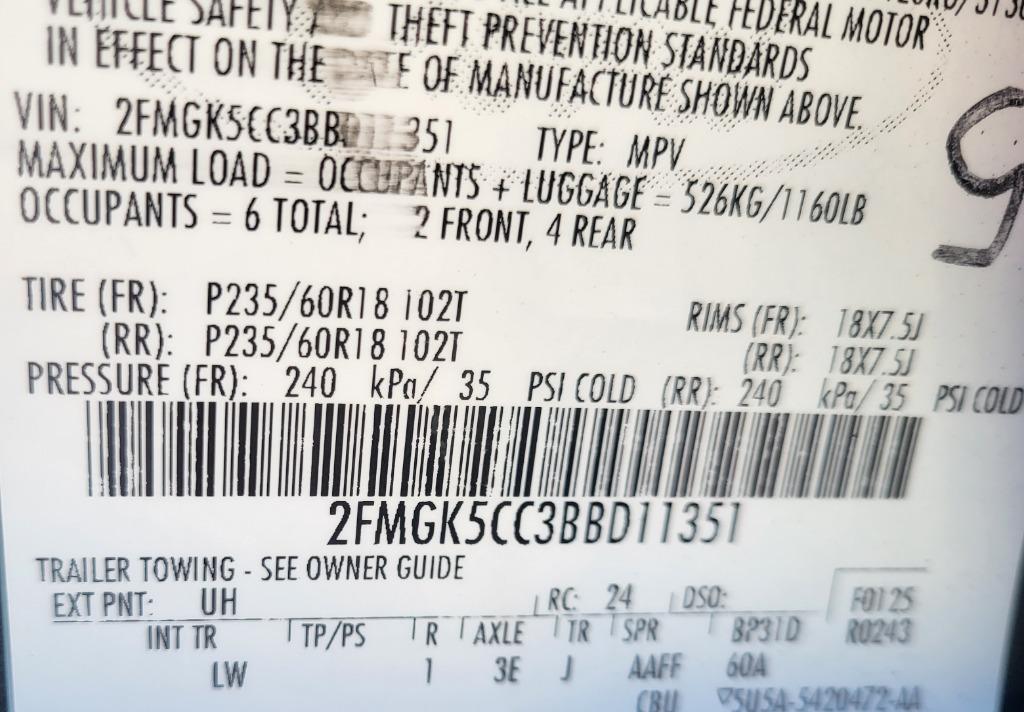 VEHICLE SAFETY THEFT PREVENTION STANDARDS
APPLICABLE FEDERAL MOTOR
IN EFFECT ON THE OF MANUFACTURE SHOWN ABOVE.
VIN: 2FMGK5CC3BBD11351 TYPE: MPV
MAXIMUM LOAD = OCCUPANTS + LUGGAGE = 526KG/1160LB
OCCUPANTS = 6 TOTAL; 2 FRONT, 4 REAR
TIRE (FR): P235/60R18 102T RIMS (FR): 18X7.5J
(RR): P235/60R18 102T (RR): 18X7.5J
PRESSURE (FR): 240 kPa/ 35 PSI COLD (RR): 240 kPa/ 35 PSI COLD
2FMGK5CC3BBD11351
TRAILER TOWING - SEE OWNER GUIDE
EXT PNT: UH RC: 24 DSO: F0125
INT TR TP/PS R AXLE TR SPR BP31D R0243
LW 1 3E J AAFF 60A
CBU 5U5A-5420472-AA